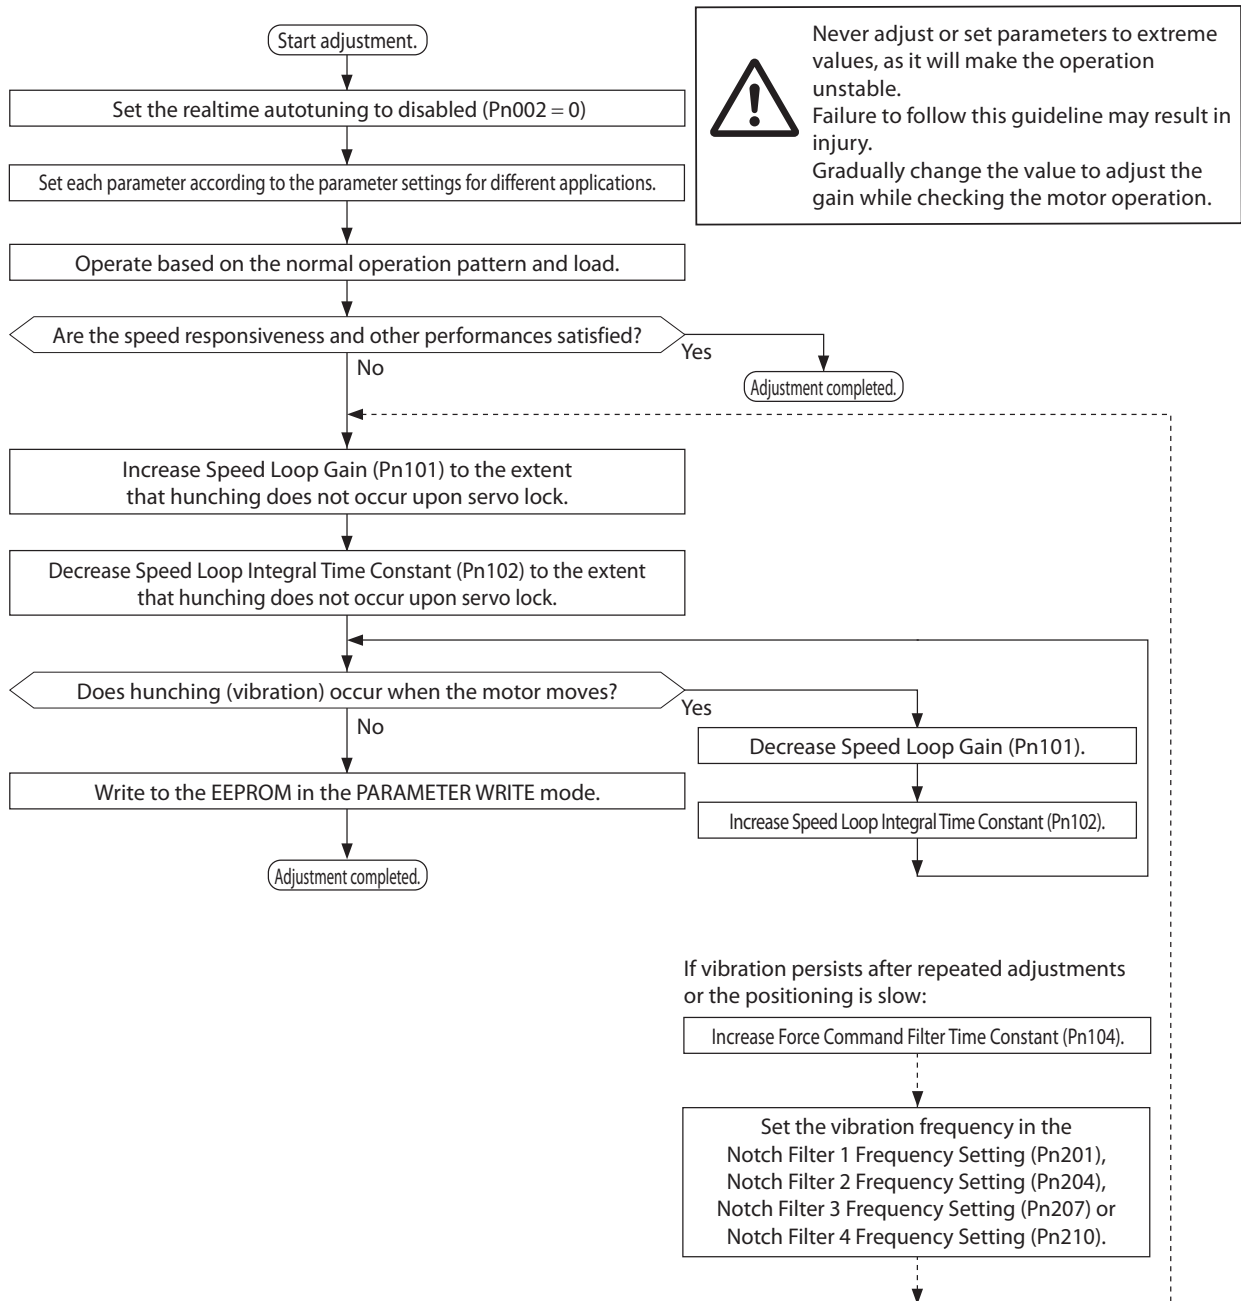 Start adjustment.
Never adjust or set parameters to extreme
values, as it will make the operation
unstable.
Failure to follow this guideline may result in
injury.
Gradually change the value to adjust the
gain while checking the motor operation.
Set the realtime autotuning to disabled (Pn002 = 0)
Set each parameter according to the parameter settings for different applications.
Operate based on the normal operation pattern and load.
Are the speed responsiveness and other performances satisfied?
Yes
No
Adjustment completed.
Increase Speed Loop Gain (Pn101) to the extent
that hunching does not occur upon servo lock.
Decrease Speed Loop Integral Time Constant (Pn102) to the extent
that hunching does not occur upon servo lock.
Does hunching (vibration) occur when the motor moves?
Yes
No
Decrease Speed Loop Gain (Pn101).
Write to the EEPROM in the PARAMETER WRITE mode.
Increase Speed Loop Integral Time Constant (Pn102).
Adjustment completed.
If vibration persists after repeated adjustments
or the positioning is slow:
Increase Force Command Filter Time Constant (Pn104).
Set the vibration frequency in the
Notch Filter 1 Frequency Setting (Pn201),
Notch Filter 2 Frequency Setting (Pn204),
Notch Filter 3 Frequency Setting (Pn207) or
Notch Filter 4 Frequency Setting (Pn210).